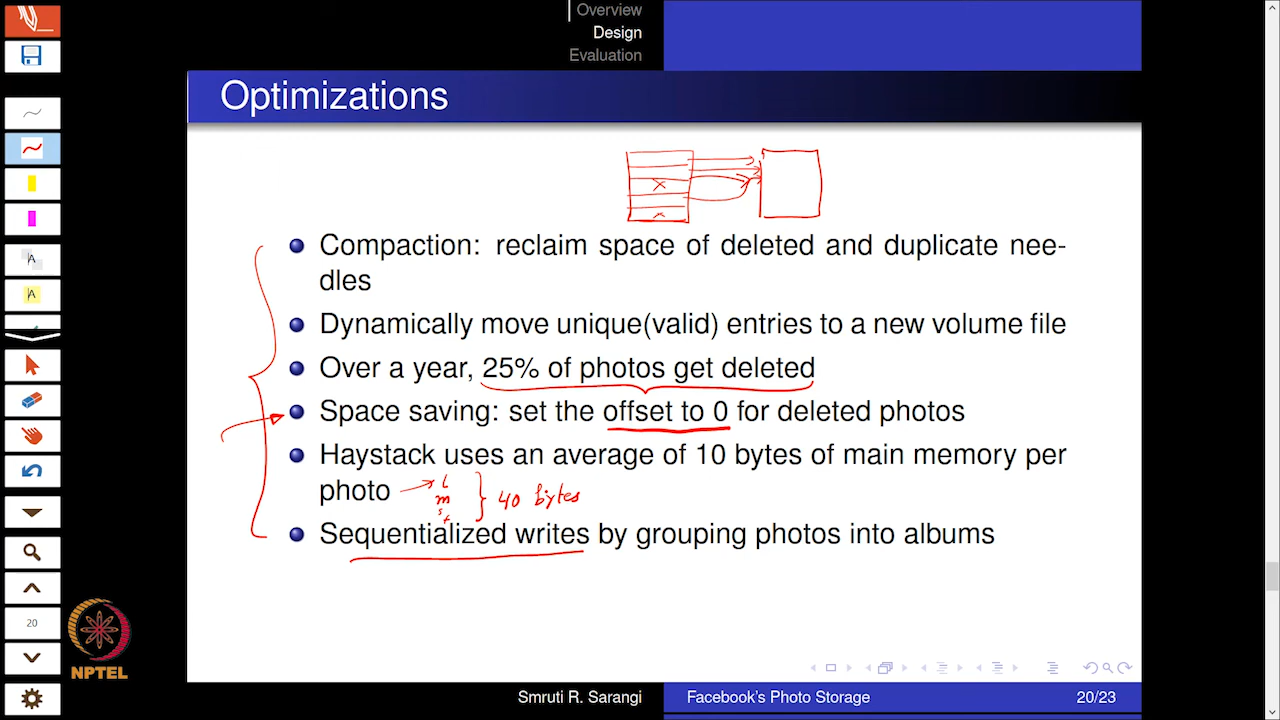 Overview
Design
Evaluation
Optimizations
Compaction: reclaim space of deleted and duplicate nee-
dles
Dynamically move unique(valid) entries to a new volume file
Over a year, 25% of photos get deleted
Space saving: set the offset to 0 for deleted photos
Haystack uses an average of 10 bytes of main memory per
photo
L
m
s
t
40 bytes
Sequentialized writes by grouping photos into albums
A
A
20
NPTEL
Smruti R. Sarangi Facebook's Photo Storage 20/23